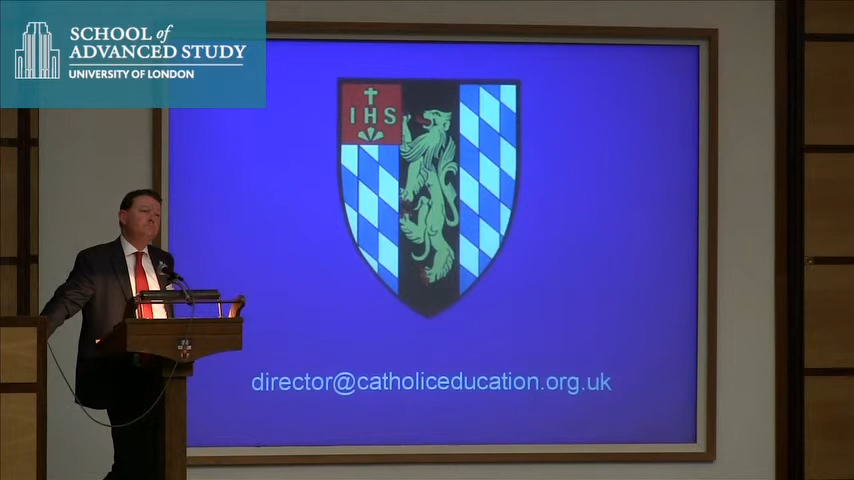 SCHOOL of
ADVANCED STUDY
UNIVERSITY OF LONDON
IHS
director@catholiceducation.org.uk